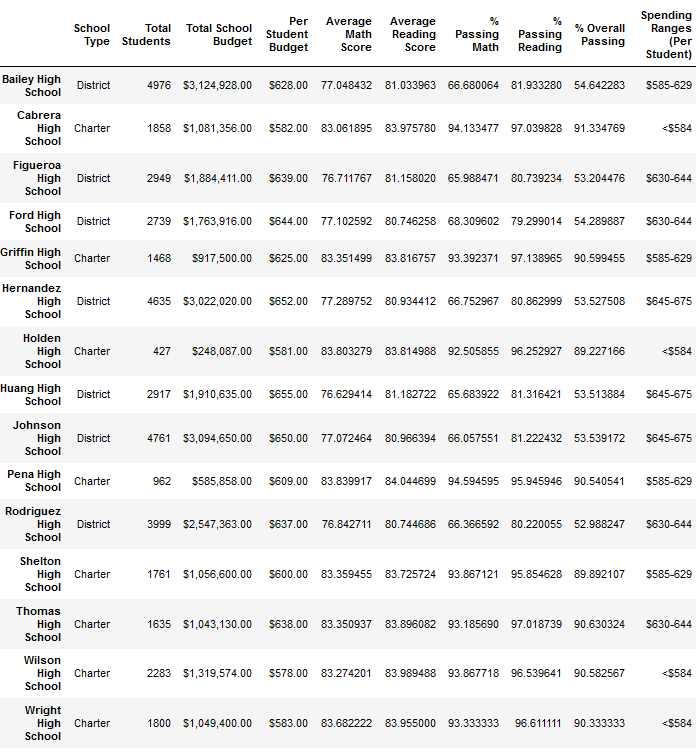 School Type Total Students Total School Budget Per Student Budget Average Math Score Average Reading Score % Passing Math % Passing Reading % Overall Passing Spending Ranges (Per Student)
Bailey High School District 4976 $3,124,928.00 $628.00 77.048432 81.033963 66.680064 81.933280 54.642283 $585-629
Cabrera High School Charter 1858 $1,081,356.00 $582.00 83.061895 83.975780 94.133477 97.039828 91.334769 <$584
Figueroa High School District 2949 $1,884,411.00 $639.00 76.711767 81.158020 65.988471 80.739234 53.204476 $630-644
Ford High School District 2739 $1,763,916.00 $644.00 77.102592 80.746258 68.309602 79.299014 54.289887 $630-644
Griffin High School Charter 1468 $917,500.00 $625.00 83.351499 83.816757 93.392371 97.138965 90.599455 $585-629
Hernandez High School District 4635 $3,022,020.00 $652.00 77.289752 80.934412 66.752967 80.862999 53.527508 $645-675
Holden High School Charter 427 $248,087.00 $581.00 83.803279 83.814988 92.505855 96.252927 89.227166 <$584
Huang High School District 2917 $1,910,635.00 $655.00 76.629414 81.182722 65.683922 81.316421 53.513884 $645-675
Johnson High School District 4761 $3,094,650.00 $650.00 77.072464 80.966394 66.057551 81.222432 53.539172 $645-675
Pena High School Charter 962 $585,858.00 $609.00 83.839917 84.044699 94.594595 95.945946 90.540541 $585-629
Rodriguez High School District 3999 $2,547,363.00 $637.00 76.842711 80.744686 66.366592 80.220055 52.988247 $630-644
Shelton High School Charter 1761 $1,056,600.00 $600.00 83.359455 83.725724 93.867121 95.854628 89.892107 $585-629
Thomas High School Charter 1635 $1,043,130.00 $638.00 83.350937 83.896082 93.185690 97.018739 90.630324 $630-644
Wilson High School Charter 2283 $1,319,574.00 $578.00 83.274201 83.989488 93.867718 96.539641 90.582567 <$584
Wright High School Charter 1800 $1,049,400.00 $583.00 83.682222 83.955000 93.333333 96.611111 90.333333 <$584